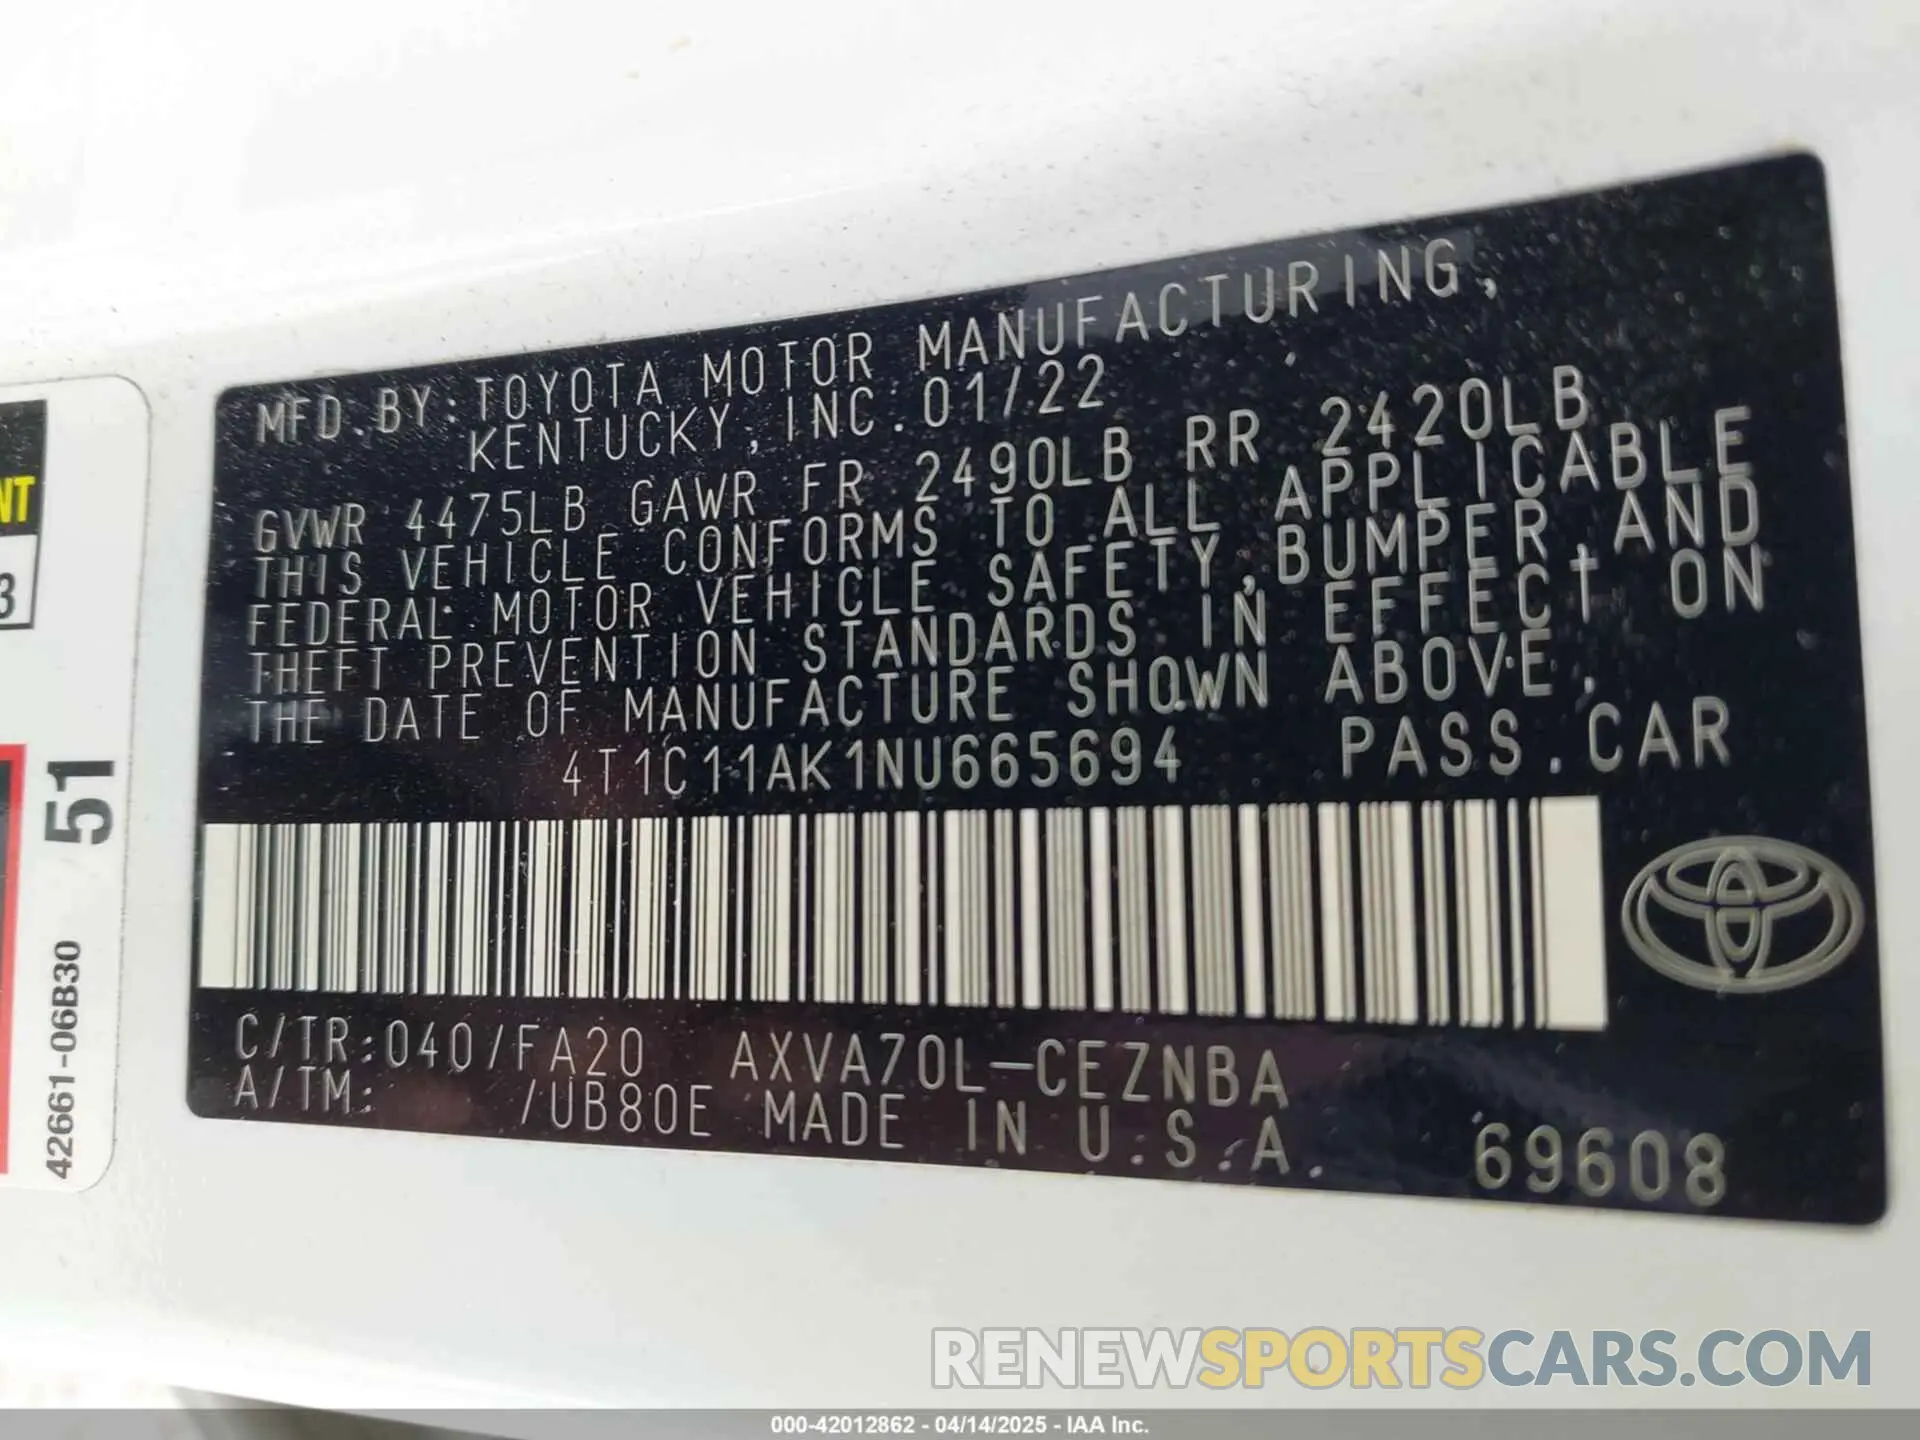 MFD.BY:TOYOTA MOTOR MANUFACTURING,
KENTUCKY, INC. 01/22
GVWR 4475LB GAWR FR 2490LB RR 2420LB
THIS VEHICLE CONFORMS TO ALL APPLICABLE
FEDERAL MOTOR VEHICLE SAFETY,BUMPER,AND
THEFT PREVENTION STANDARDS IN EFFECT ON
THE DATE OF MANUFACTURE SHOWN ABOVE.
4T1C11AK1NU665694 PASS.CAR
C/TR:040/FA20 AXVA70L-CEZNBA
A/TM: /UB80E MADE IN U.S.A.
69608
NT
3
51
42661-06B30
RENEWSPORTSCARS.COM
000-42012862 - 04/14/2025 - IAA Inc.